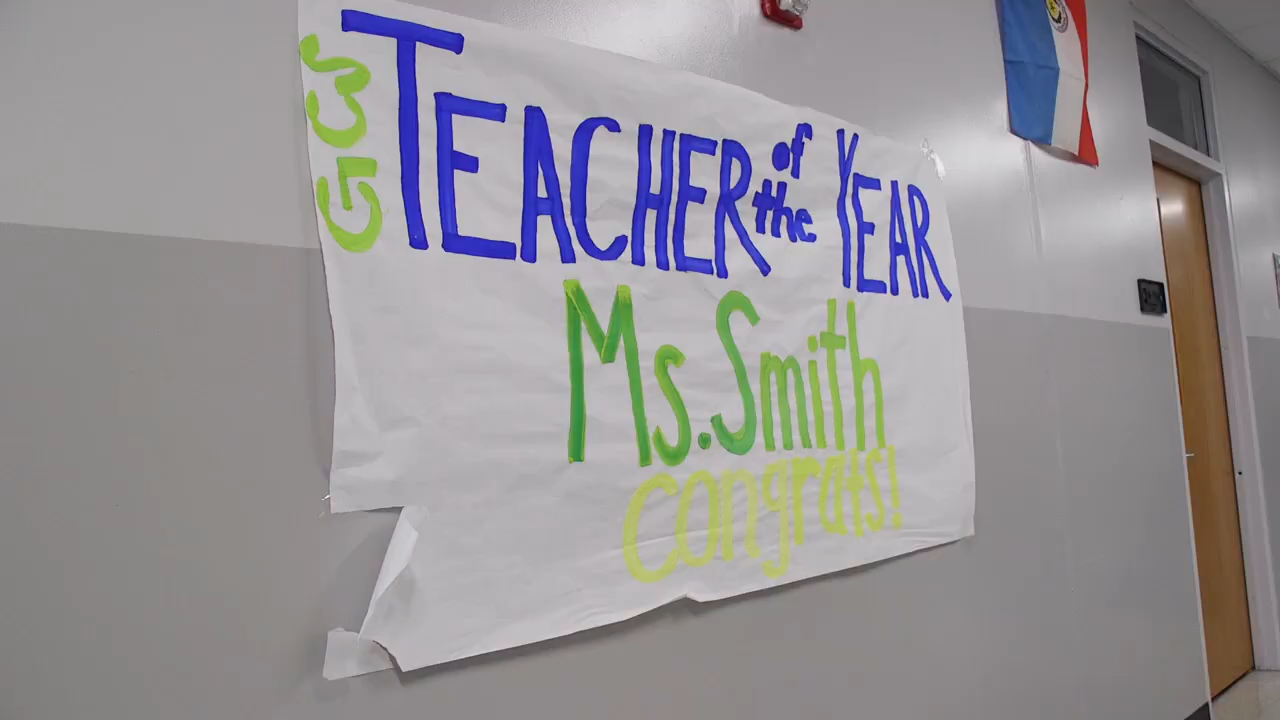 GCS
TEACHER of the YEAR
Ms. Smith
congrats!